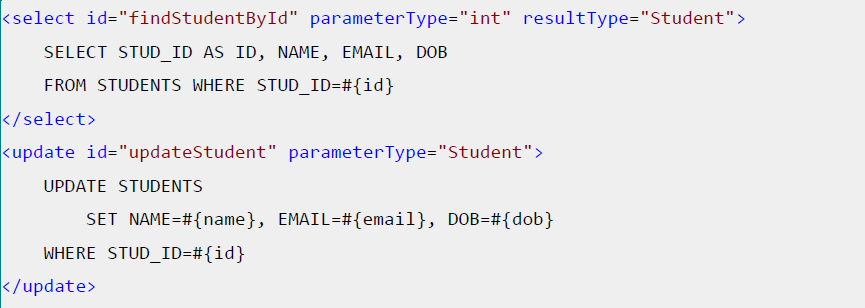 <select id="findStudentById" parameterType="int" resultType="Student">
    SELECT STUD_ID AS ID, NAME, EMAIL, DOB
    FROM STUDENTS WHERE STUD_ID=#{id}
</select>
<update id="updateStudent" parameterType="Student">
    UPDATE STUDENTS
        SET NAME=#{name}, EMAIL=#{email}, DOB=#{dob}
    WHERE STUD_ID=#{id}
</update>